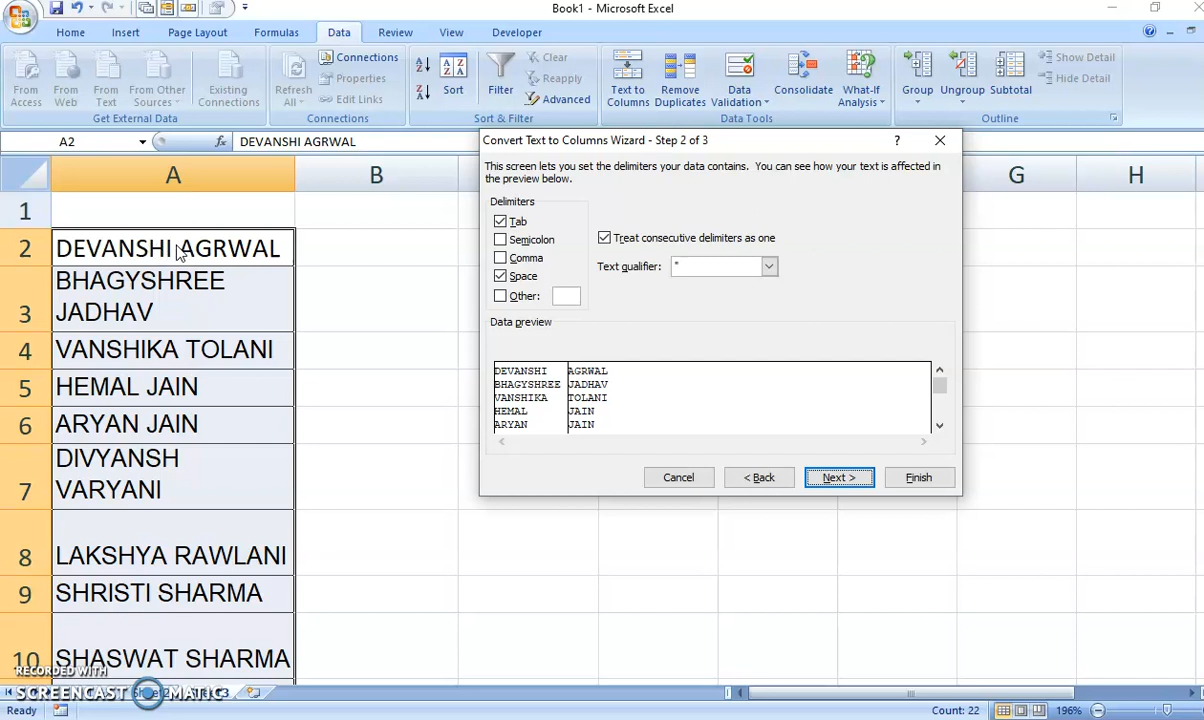 Book1 - Microsoft Excel
Home Insert Page Layout Formulas Data Review View Developer
From Access
From Web
From Text
From Other Sources
Existing Connections
Get External Data
Refresh All
Connections
Properties
Edit Links
Connections
Sort
Filter
Clear
Reapply
Advanced
Sort & Filter
Text to Columns
Remove Duplicates
Data Validation
Consolidate
What-If Analysis
Data Tools
Group
Ungroup
Subtotal
Show Detail
Hide Detail
Outline
A2 fx DEVANSHI AGRWAL
A B G H
1
2 DEVANSHI AGRWAL
3 BHAGYSHREE
JADHAV
4 VANSHIKA TOLANI
5 HEMAL JAIN
6 ARYAN JAIN
7 DIVYANSH
VARYANI
8 LAKSHYA RAWLANI
9 SHRISTI SHARMA
10 SHASWAT SHARMA
Convert Text to Columns Wizard - Step 2 of 3 ?
This screen lets you set the delimiters your data contains. You can see how your text is affected in
the preview below.
Delimiters
Tab
Semicolon
Comma
Space
Other:
Treat consecutive delimiters as one
Text qualifier: "
Data preview
DEVANSHI AGRWAL
BHAGYSHREE JADHAV
VANSHIKA TOLANI
HEMAL JAIN
ARYAN JAIN
Cancel < Back Next > Finish
RECORDED WITH
SCREENCAST MATIC
Ready Count: 22 196%